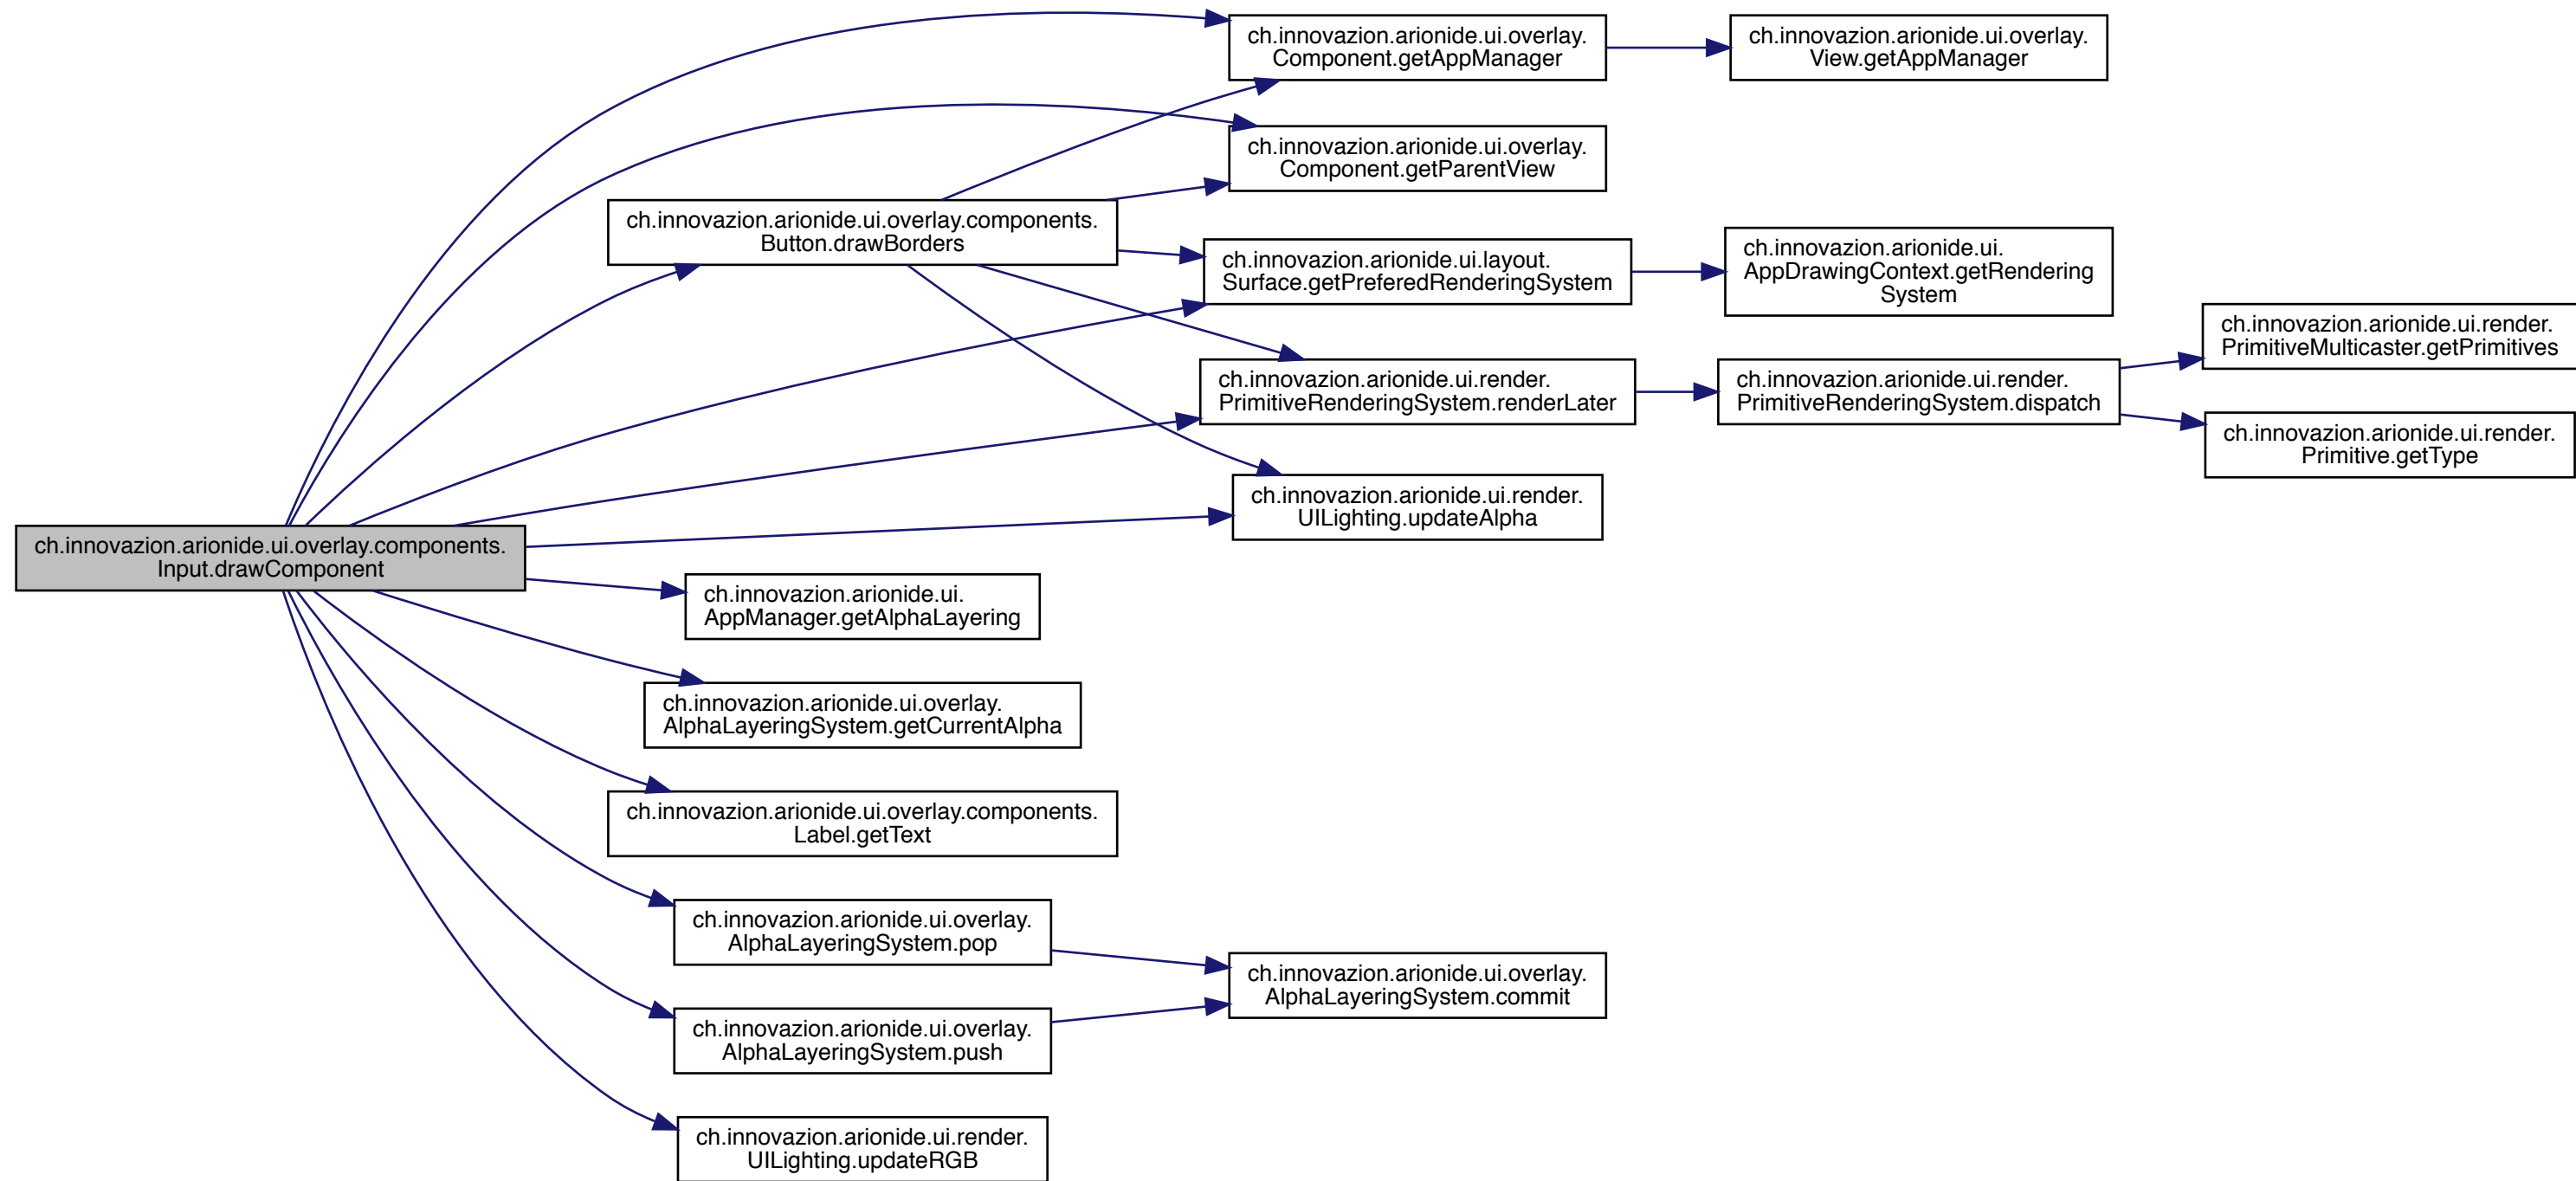 ch.innovazion.arionide.ui.overlay.components.
Input.drawComponent
ch.innovazion.arionide.ui.overlay.components.
Button.drawBorders
ch.innovazion.arionide.ui.overlay.
Component.getAppManager
ch.innovazion.arionide.ui.overlay.
View.getAppManager
ch.innovazion.arionide.ui.overlay.
Component.getParentView
ch.innovazion.arionide.ui.layout.
Surface.getPreferedRenderingSystem
ch.innovazion.arionide.ui.
AppDrawingContext.getRendering
System
ch.innovazion.arionide.ui.render.
PrimitiveRenderingSystem.renderLater
ch.innovazion.arionide.ui.render.
PrimitiveRenderingSystem.dispatch
ch.innovazion.arionide.ui.render.
PrimitiveMulticaster.getPrimitives
ch.innovazion.arionide.ui.render.
Primitive.getType
ch.innovazion.arionide.ui.render.
UILighting.updateAlpha
ch.innovazion.arionide.ui.
AppManager.getAlphaLayering
ch.innovazion.arionide.ui.overlay.
AlphaLayeringSystem.getCurrentAlpha
ch.innovazion.arionide.ui.overlay.components.
Label.getText
ch.innovazion.arionide.ui.overlay.
AlphaLayeringSystem.pop
ch.innovazion.arionide.ui.overlay.
AlphaLayeringSystem.commit
ch.innovazion.arionide.ui.overlay.
AlphaLayeringSystem.push
ch.innovazion.arionide.ui.render.
UILighting.updateRGB